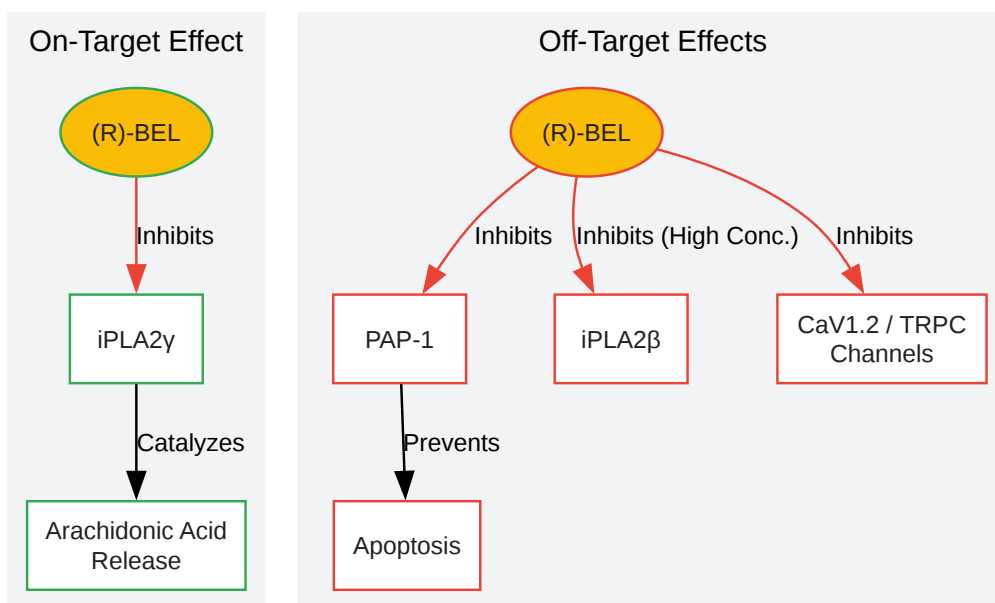 On-Target Effect
Off-Target Effects
(R)-BEL
(R)-BEL
Inhibits
Inhibits
Inhibits (High Conc.)
Inhibits
iPLA2γ
PAP-1
iPLA2β
CaV1.2 / TRPC
Channels
Catalyzes
Prevents
Arachidonic Acid
Release
Apoptosis